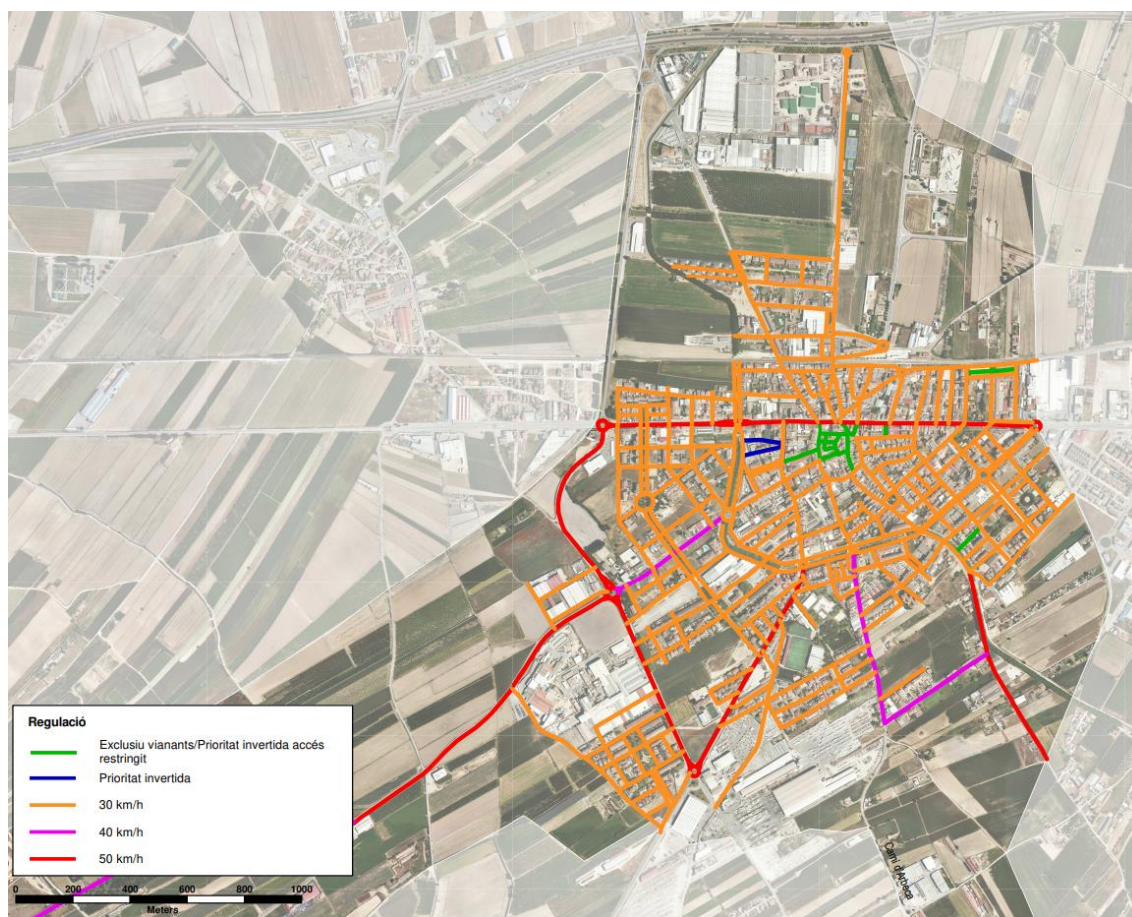 Camí d'Arbeca
Regulació
Exclusiu vianants/Prioritat invertida accés
restringit
Prioritat invertida
30 km/h
40 km/h
50 km/h
0 200 400 600 800 1000
Meters